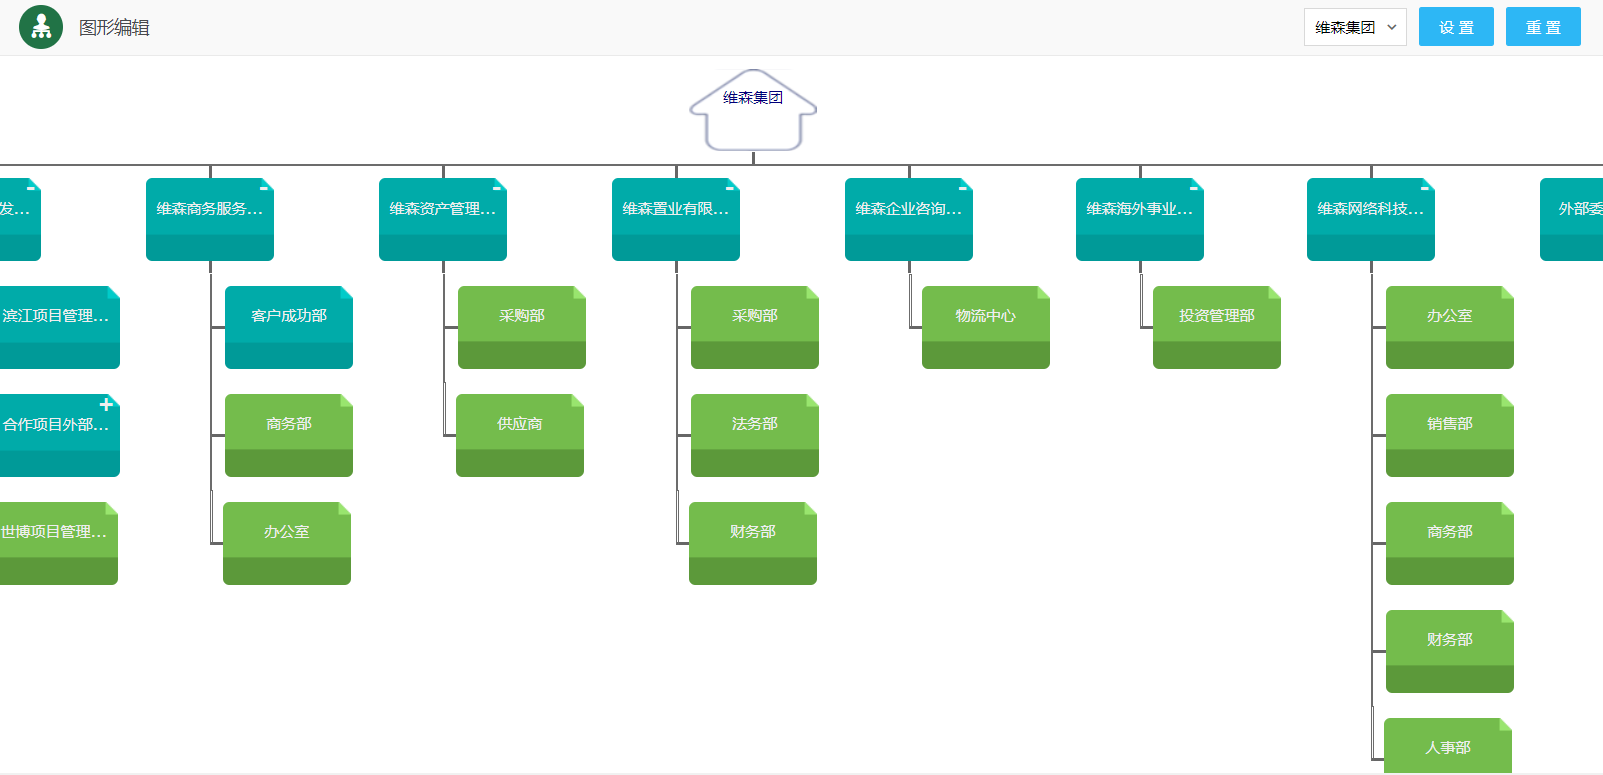 图形编辑
维森集团
设 置
重 置
维森集团
发...
维森商务服务...
维森资产管理...
维森置业有限...
维森企业咨询...
维森海外事业...
维森网络科技...
外部委
滨江项目管理...
客户成功部
采购部
采购部
物流中心
投资管理部
办公室
合作项目外部...
商务部
供应商
法务部
销售部
世博项目管理...
办公室
财务部
商务部
财务部
人事部